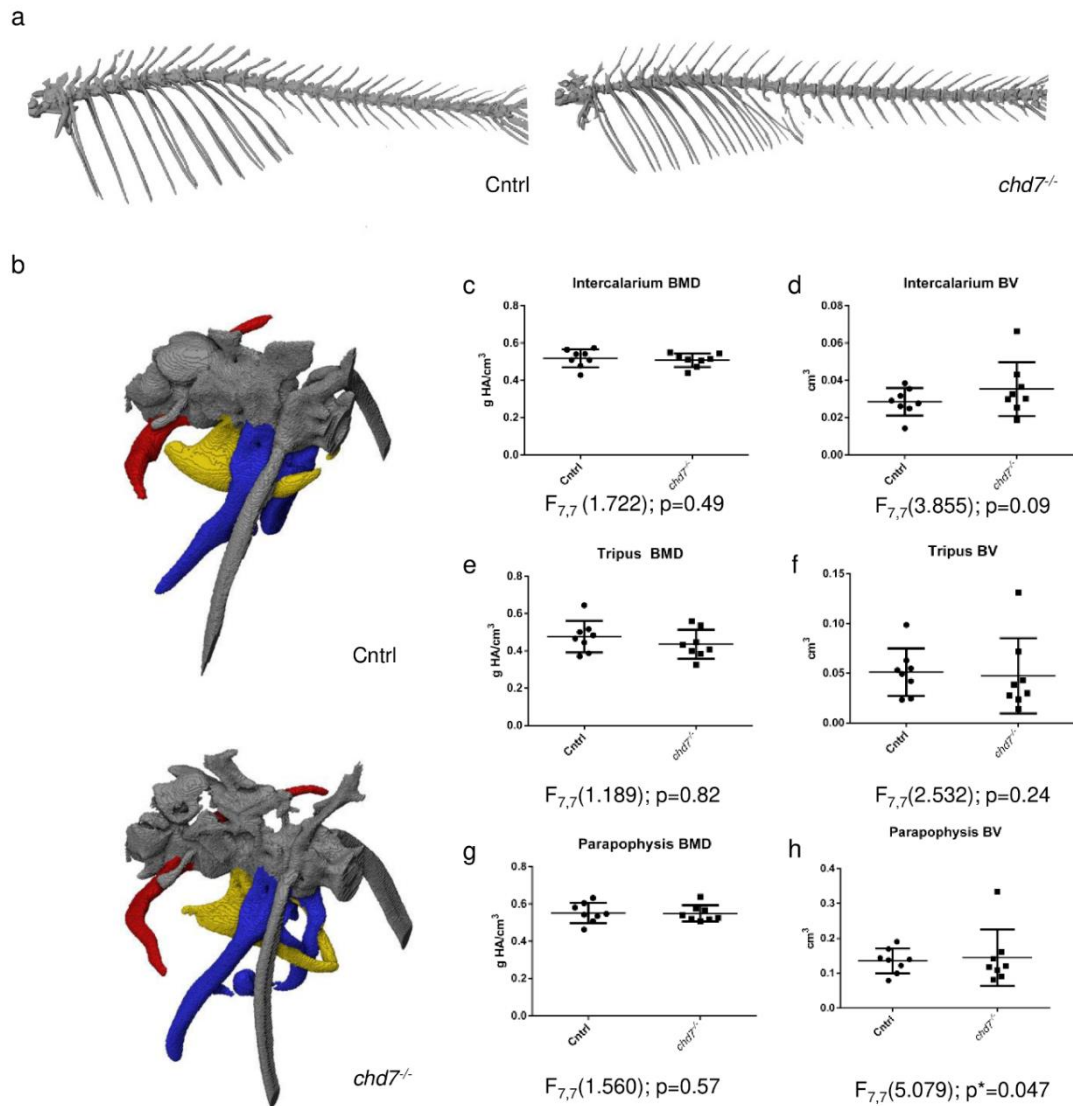 a
Cntrl
chd7-/-
b
Cntrl
chd7-/-
c
Intercalarium BMD
0.8
0.6
0.4
0.2
0.0
g HA/cm3
Cntrl
chd7-/-
F7,7 (1.722); p=0.49
d
Intercalarium BV
0.08
0.06
0.04
0.02
0.00
cm3
Cntrl
chd7-/-
F7,7(3.855); p=0.09
e
Tripus BMD
0.8
0.6
0.4
0.2
0.0
g HA/cm3
Cntrl
chd7-/-
F7,7(1.189); p=0.82
f
Tripus BV
0.15
0.10
0.05
0.00
cm3
Cntrl
chd7-/-
F7,7(2.532); p=0.24
g
Parapophysis BMD
0.8
0.6
0.4
0.2
0.0
g HA/cm3
Cntrl
chd7-/-
F7,7(1.560); p=0.57
h
Parapophysis BV
0.4
0.3
0.2
0.1
0.0
cm3
Cntrl
chd7-/-
F7,7(5.079); p*=0.047